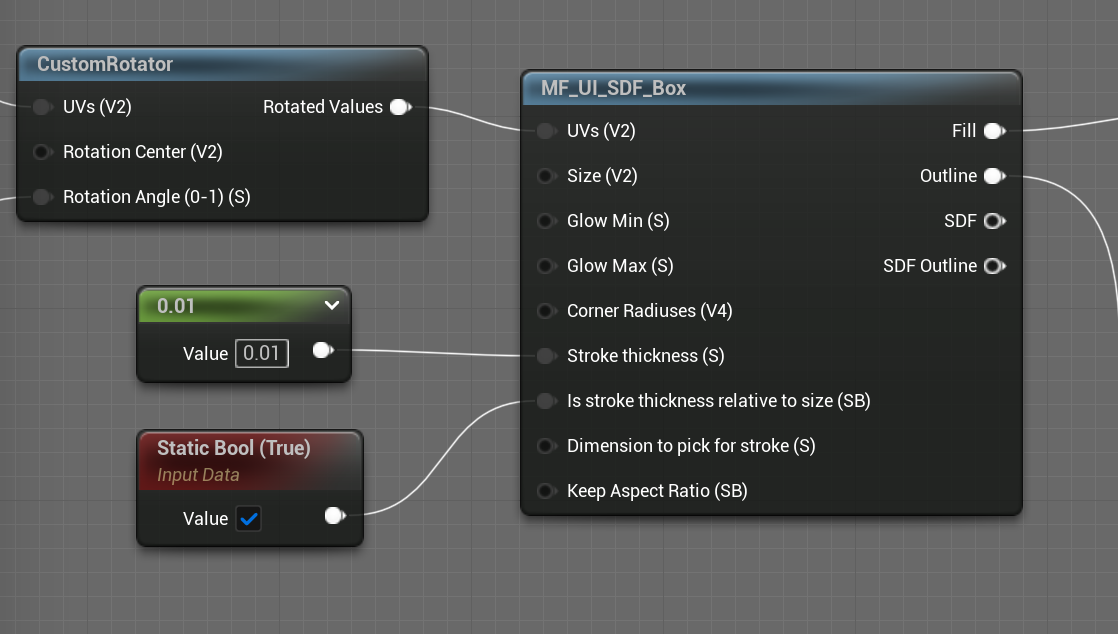 CustomRotator
UVs (V2)
Rotated Values
Rotation Center (V2)
Rotation Angle (0-1) (S)
0.01
Value 0.01
Static Bool (True)
Input Data
Value
MF_UI_SDF_Box
UVs (V2)
Fill
Size (V2)
Outline
Glow Min (S)
SDF
Glow Max (S)
SDF Outline
Corner Radiuses (V4)
Stroke thickness (S)
Is stroke thickness relative to size (SB)
Dimension to pick for stroke (S)
Keep Aspect Ratio (SB)